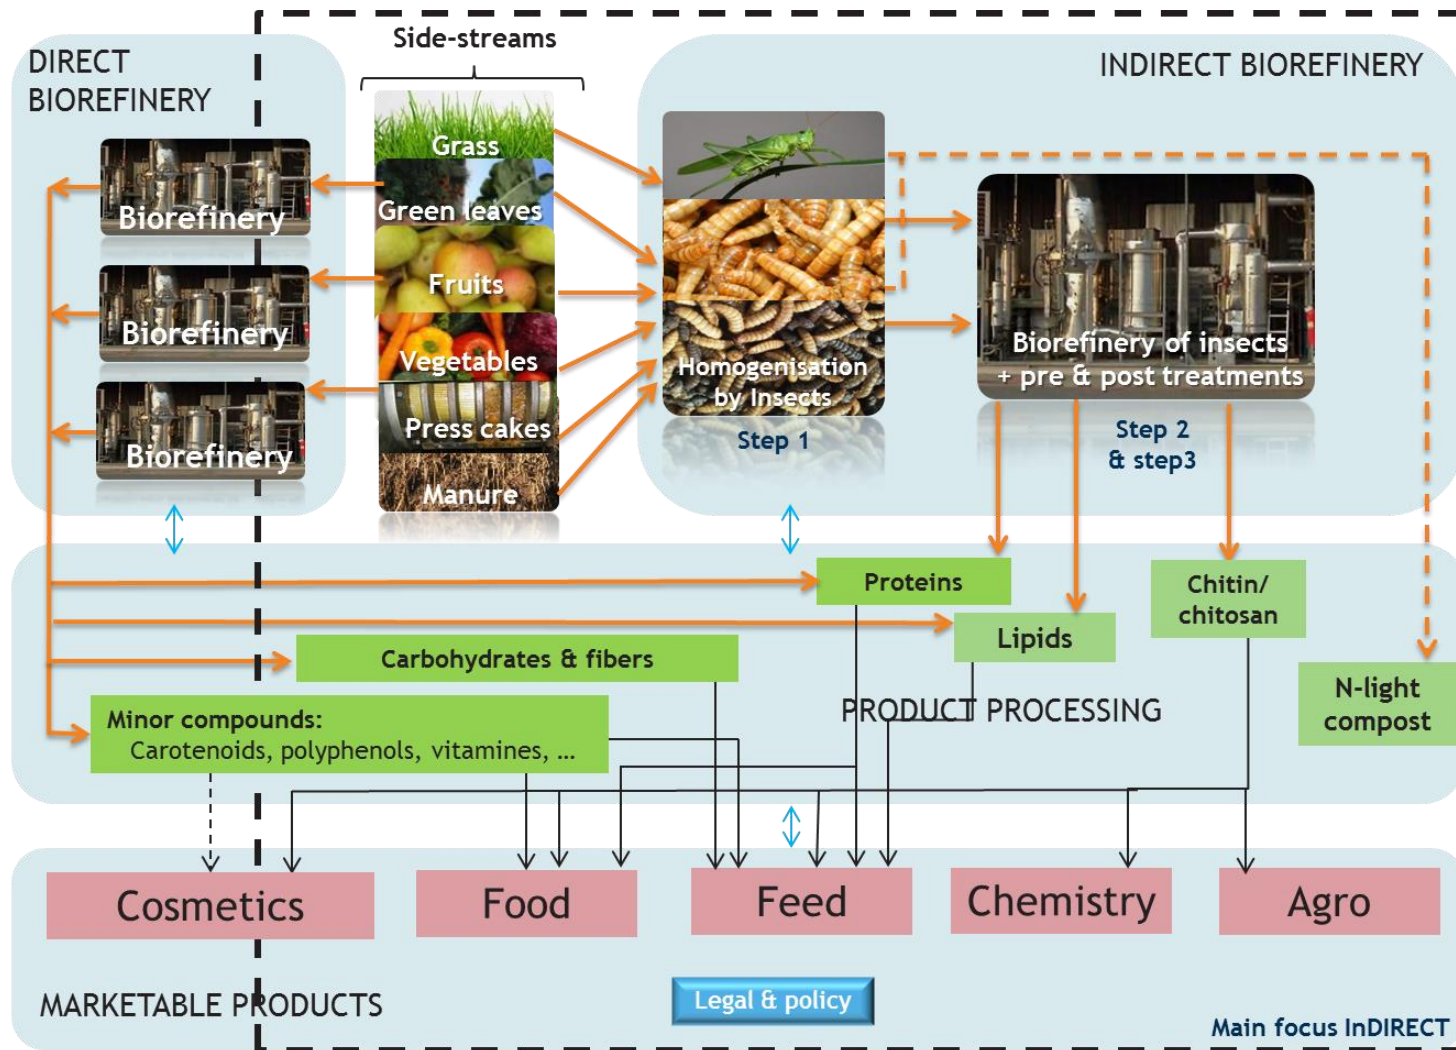 Side-streams
DIRECT
BIOREFINERY
INDIRECT BIOREFINERY
Grass
Green leaves
Fruits
Vegetables
Press cakes
Manure
Biorefinery
Biorefinery
Biorefinery
Homogenisation
by Insects
Step 1
Biorefinery of insects
+ pre & post treatments
Step 2
& step3
Proteins
Lipids
Chitin/
chitosan
Carbohydrates & fibers
N-light
compost
Minor compounds:
Carotenoids, polyphenols, vitamines, ...
PRODUCT PROCESSING
Cosmetics
Food
Feed
Chemistry
Agro
MARKETABLE PRODUCTS
Legal & policy
Main focus InDIRECT